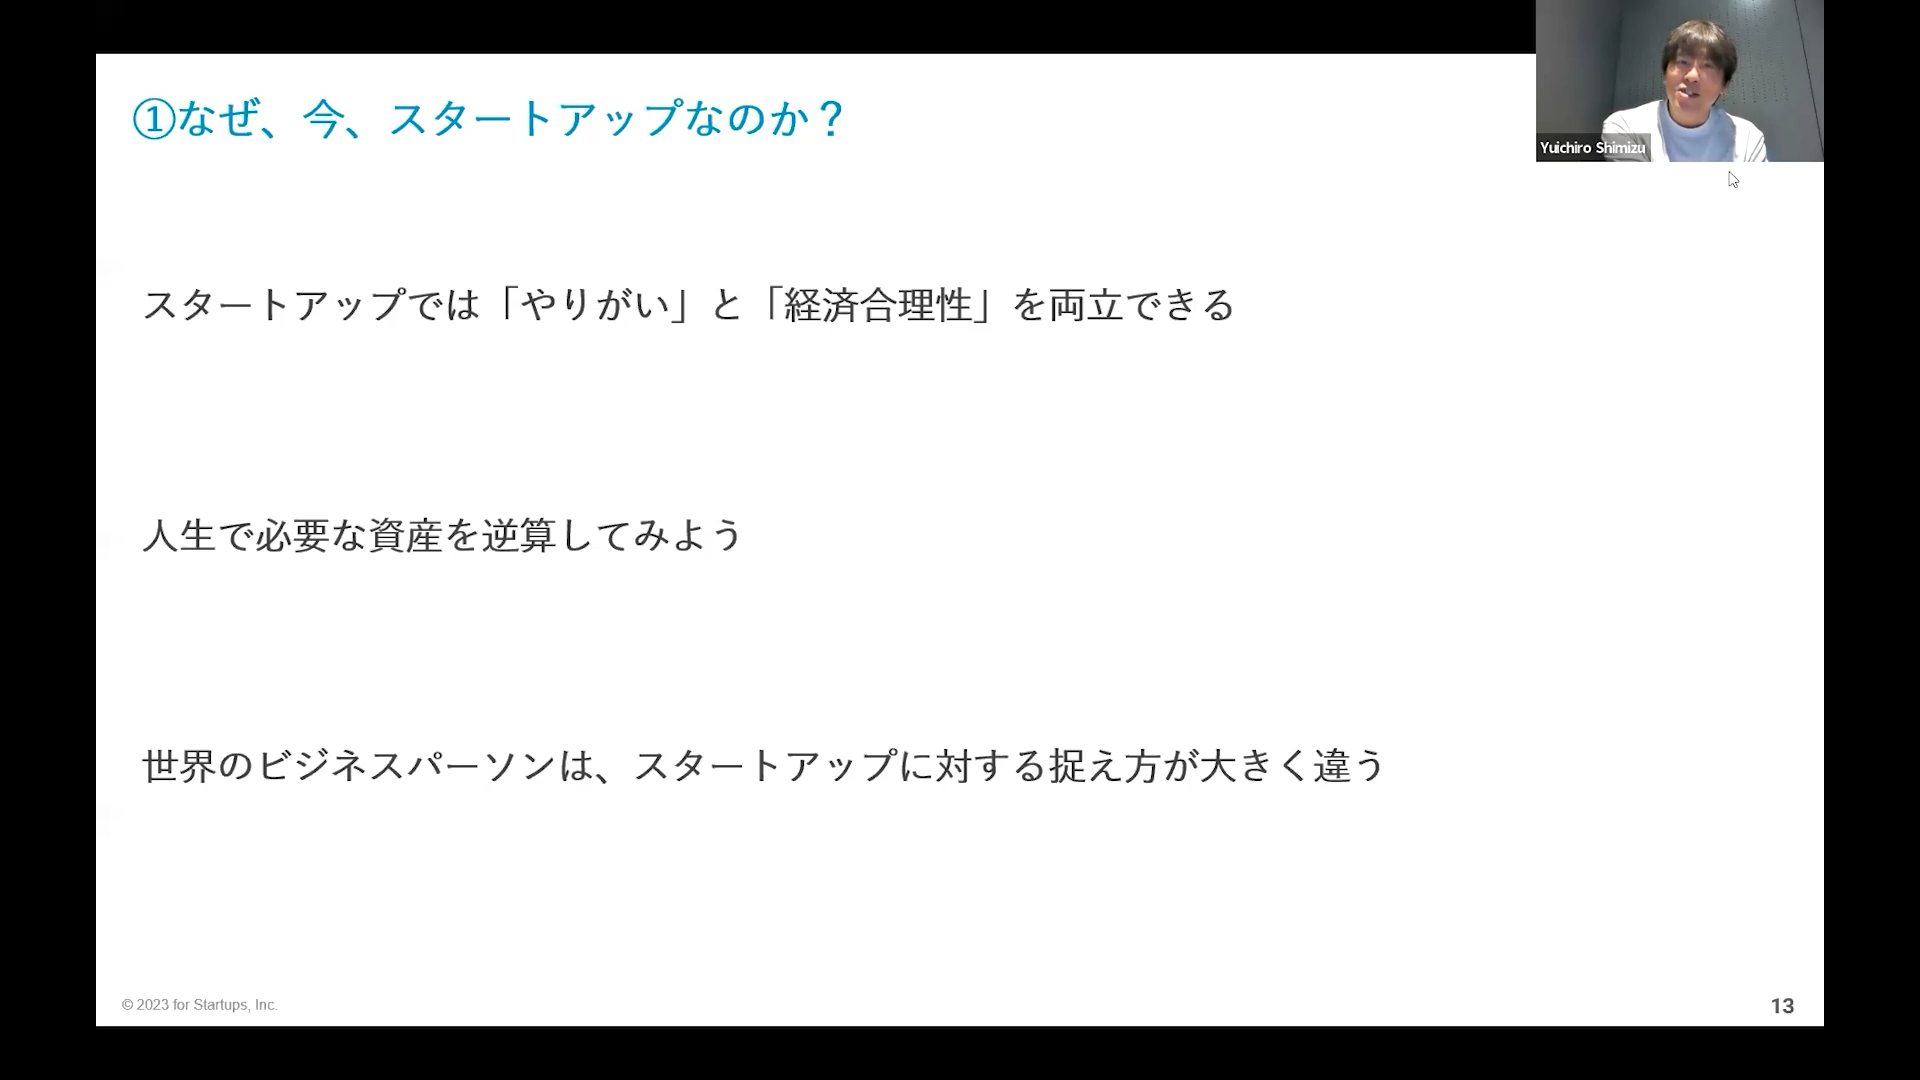 ①なぜ、今、スタートアップなのか？
Yuichiro Shimizu
スタートアップでは「やりがい」と「経済合理性」を両立できる
人生で必要な資産を逆算してみよう
世界のビジネスパーソンは、スタートアップに対する捉え方が大きく違う
© 2023 for Startups, Inc.
13